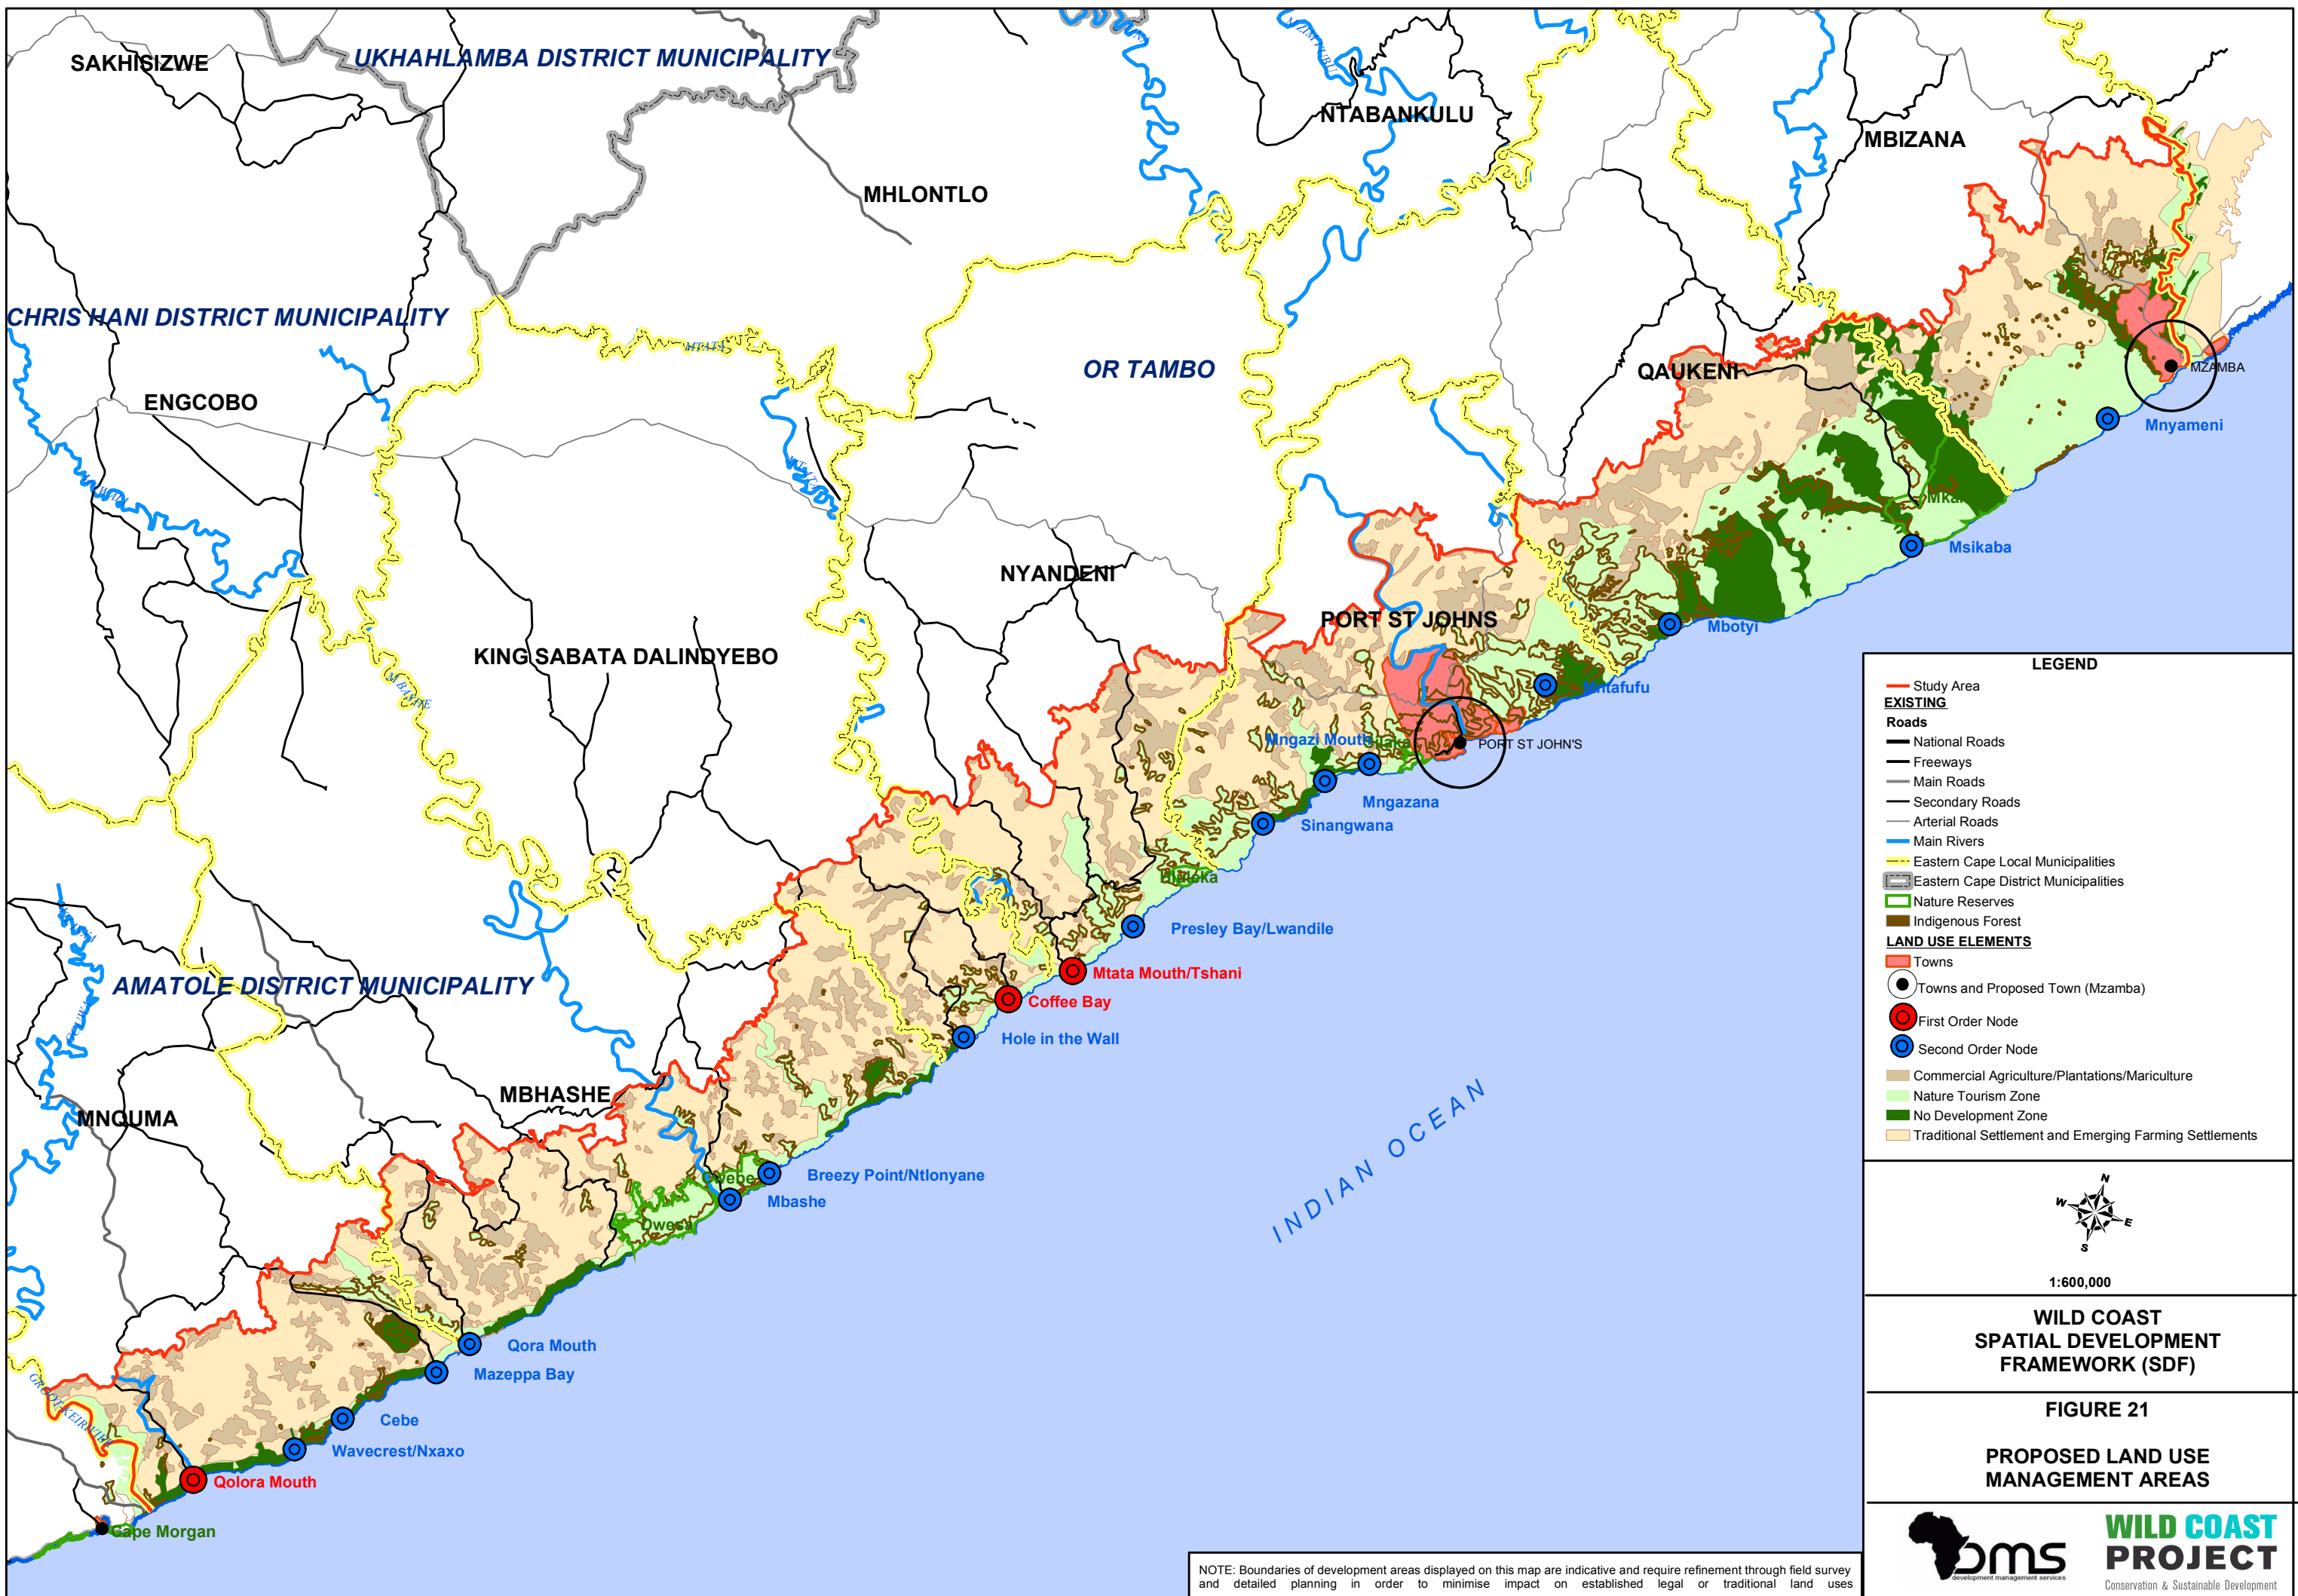 SAKHISIZWE
UKHAHLAMBA DISTRICT MUNICIPALITY
NTABANKULU
MBIZANA
MHLONTLO
CHRIS HANI DISTRICT MUNICIPALITY
MTATA
OR TAMBO
QAUKENI
MZAMBA
ENGCOBO
Mnyameni
Msikaba
NYANDENI
PORT ST JOHNS
Mbotyi
KING SABATA DALINDYEBO
Mntafufu
Mngazi Mouth
Silaka
PORT ST JOHN'S
Mngazana
Sinangwana
Hluleka
Presley Bay/Lwandile
Mtata Mouth/Tshani
Coffee Bay
AMATOLE DISTRICT MUNICIPALITY
Hole in the Wall
MBHASHE
MNQUMA
INDIAN OCEAN
Breezy Point/Ntlonyane
Cwebe
Mbashe
Dwesa
Qora Mouth
Mazeppa Bay
Cebe
Wavecrest/Nxaxo
Qolora Mouth
Cape Morgan
LEGEND
Study Area
EXISTING
Roads
National Roads
Freeways
Main Roads
Secondary Roads
Arterial Roads
Main Rivers
Eastern Cape Local Municipalities
Eastern Cape District Municipalities
Nature Reserves
Indigenous Forest
LAND USE ELEMENTS
Towns
Towns and Proposed Town (Mzamba)
First Order Node
Second Order Node
Commercial Agriculture/Plantations/Mariculture
Nature Tourism Zone
No Development Zone
Traditional Settlement and Emerging Farming Settlements
N
W
E
S
1:600,000
WILD COAST
SPATIAL DEVELOPMENT
FRAMEWORK (SDF)
FIGURE 21
PROPOSED LAND USE
MANAGEMENT AREAS
DMS
development management services
WILD COAST
PROJECT
Conservation & Sustainable Development
NOTE: Boundaries of development areas displayed on this map are indicative and require refinement through field survey
and detailed planning in order to minimise impact on established legal or traditional land uses